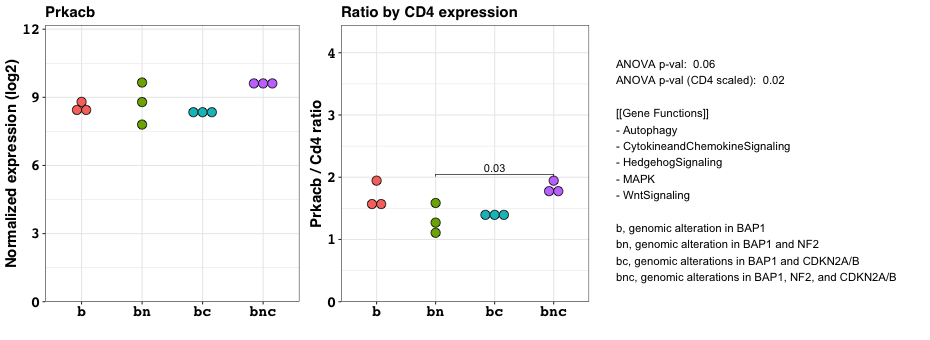 Prkacb
Normalized expression (log2)
12
9
6
3
0
b
bn
bc
bnc
Ratio by CD4 expression
Prkacb / Cd4 ratio
4
3
2
1
0
0.03
b
bn
bc
bnc
ANOVA p-val: 0.06
ANOVA p-val (CD4 scaled): 0.02
[[Gene Functions]]
- Autophagy
- CytokineandChemokineSignaling
- HedgehogSignaling
- MAPK
- WntSignaling
b, genomic alteration in BAP1
bn, genomic alteration in BAP1 and NF2
bc, genomic alterations in BAP1 and CDKN2A/B
bnc, genomic alterations in BAP1, NF2, and CDKN2A/B